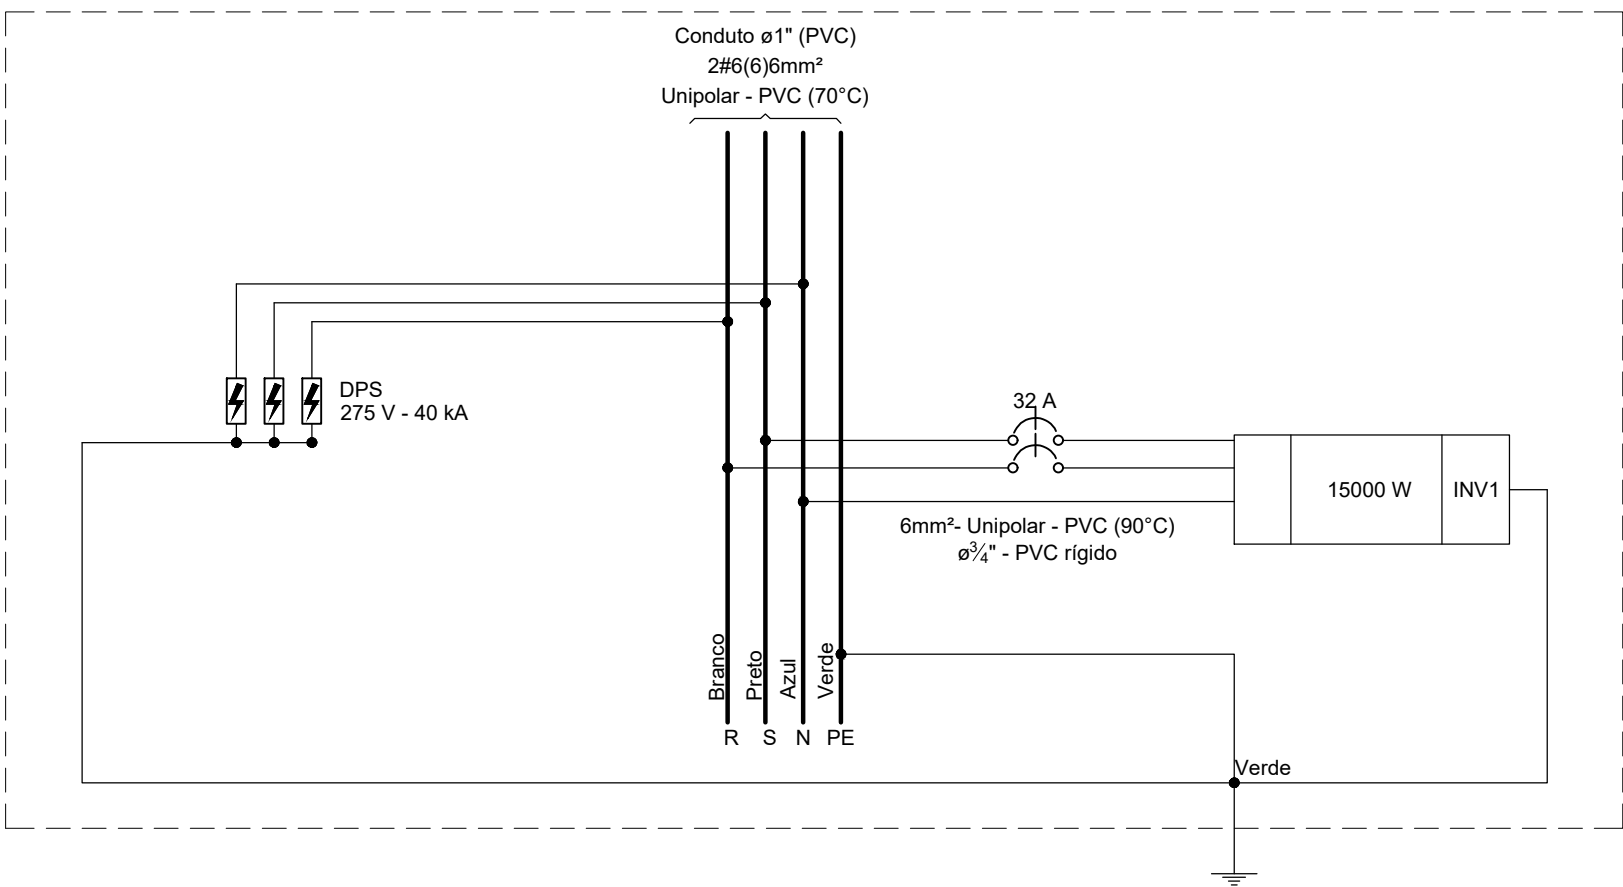 Conduto ø1" (PVC)
2#6(6)6mm²
Unipolar - PVC (70°C)
DPS
275 V - 40 kA
32 A
15000 W
INV1
6mm²- Unipolar - PVC (90°C)
ø¾" - PVC rígido
Branco
Preto
Azul
Verde
R
S
N
PE
Verde